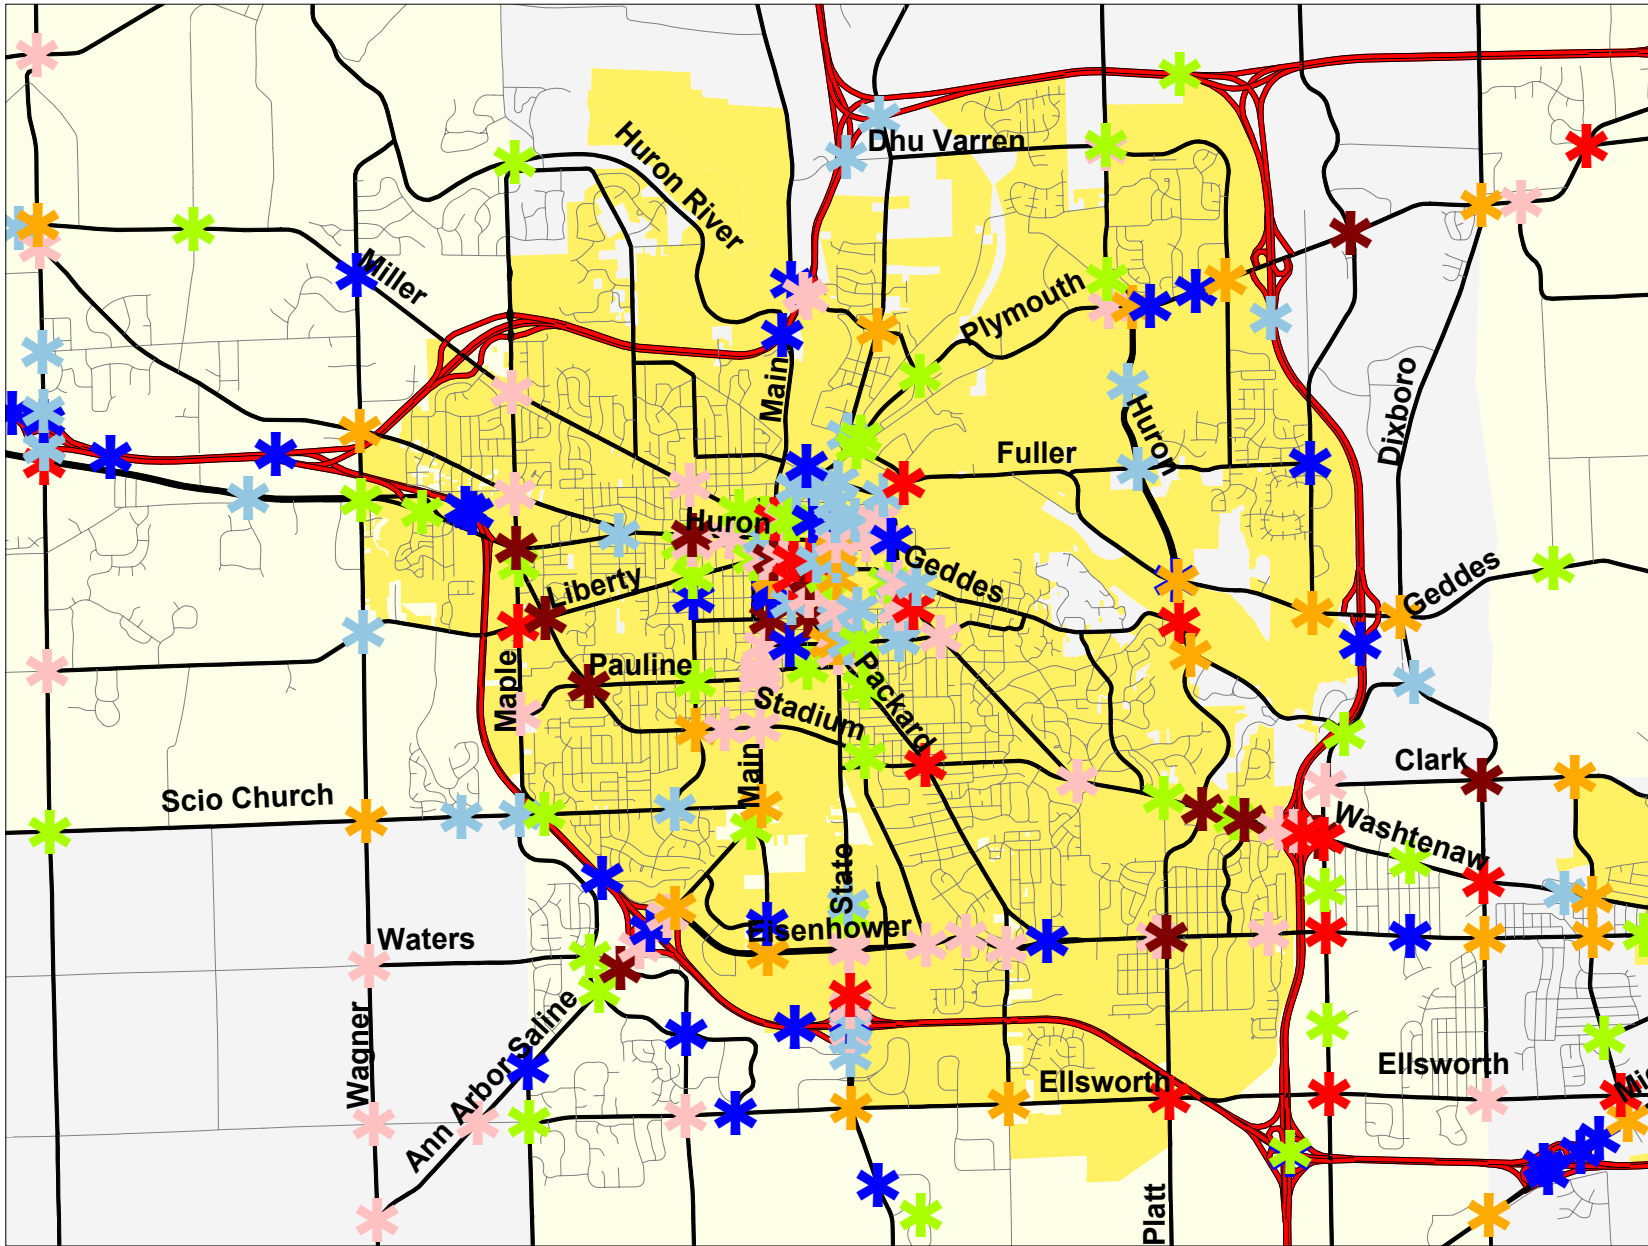 Dhu Varren
Huron River
Miller
Plymouth
Main
Dixboro
Huron
Fuller
Huron
Geddes
Geddes
Liberty
Pauline
Maple
Packard
Stadium
Main
Clark
Scio Church
Washtenaw
State
Eisenhower
Waters
Wagner
Ann Arbor Saline
Ellsworth
Ellsworth
Platt